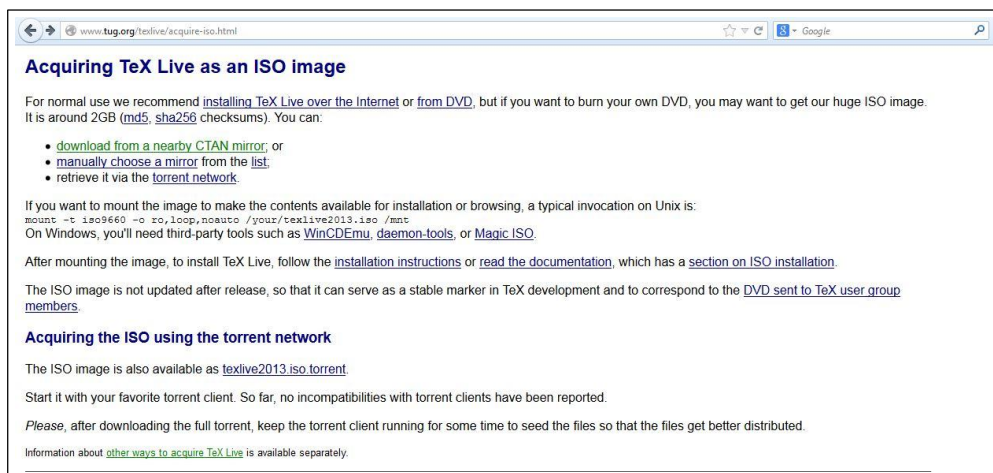 www.tug.org/texlive/acquire-iso.html
Google
Acquiring TeX Live as an ISO image
For normal use we recommend installing TeX Live over the Internet or from DVD, but if you want to burn your own DVD, you may want to get our huge ISO image.
It is around 2GB (md5, sha256 checksums). You can:
• download from a nearby CTAN mirror; or
• manually choose a mirror from the list;
• retrieve it via the torrent network.
If you want to mount the image to make the contents available for installation or browsing, a typical invocation on Unix is:
mount -t iso9660 -o ro,loop,noauto /your/texlive2013.iso /mnt
On Windows, you'll need third-party tools such as WinCDEmu, daemon-tools, or Magic ISO.
After mounting the image, to install TeX Live, follow the installation instructions or read the documentation, which has a section on ISO installation.
The ISO image is not updated after release, so that it can serve as a stable marker in TeX development and to correspond to the DVD sent to TeX user group
members.
Acquiring the ISO using the torrent network
The ISO image is also available as texlive2013.iso.torrent.
Start it with your favorite torrent client. So far, no incompatibilities with torrent clients have been reported.
Please, after downloading the full torrent, keep the torrent client running for some time to seed the files so that the files get better distributed.
Information about other ways to acquire TeX Live is available separately.